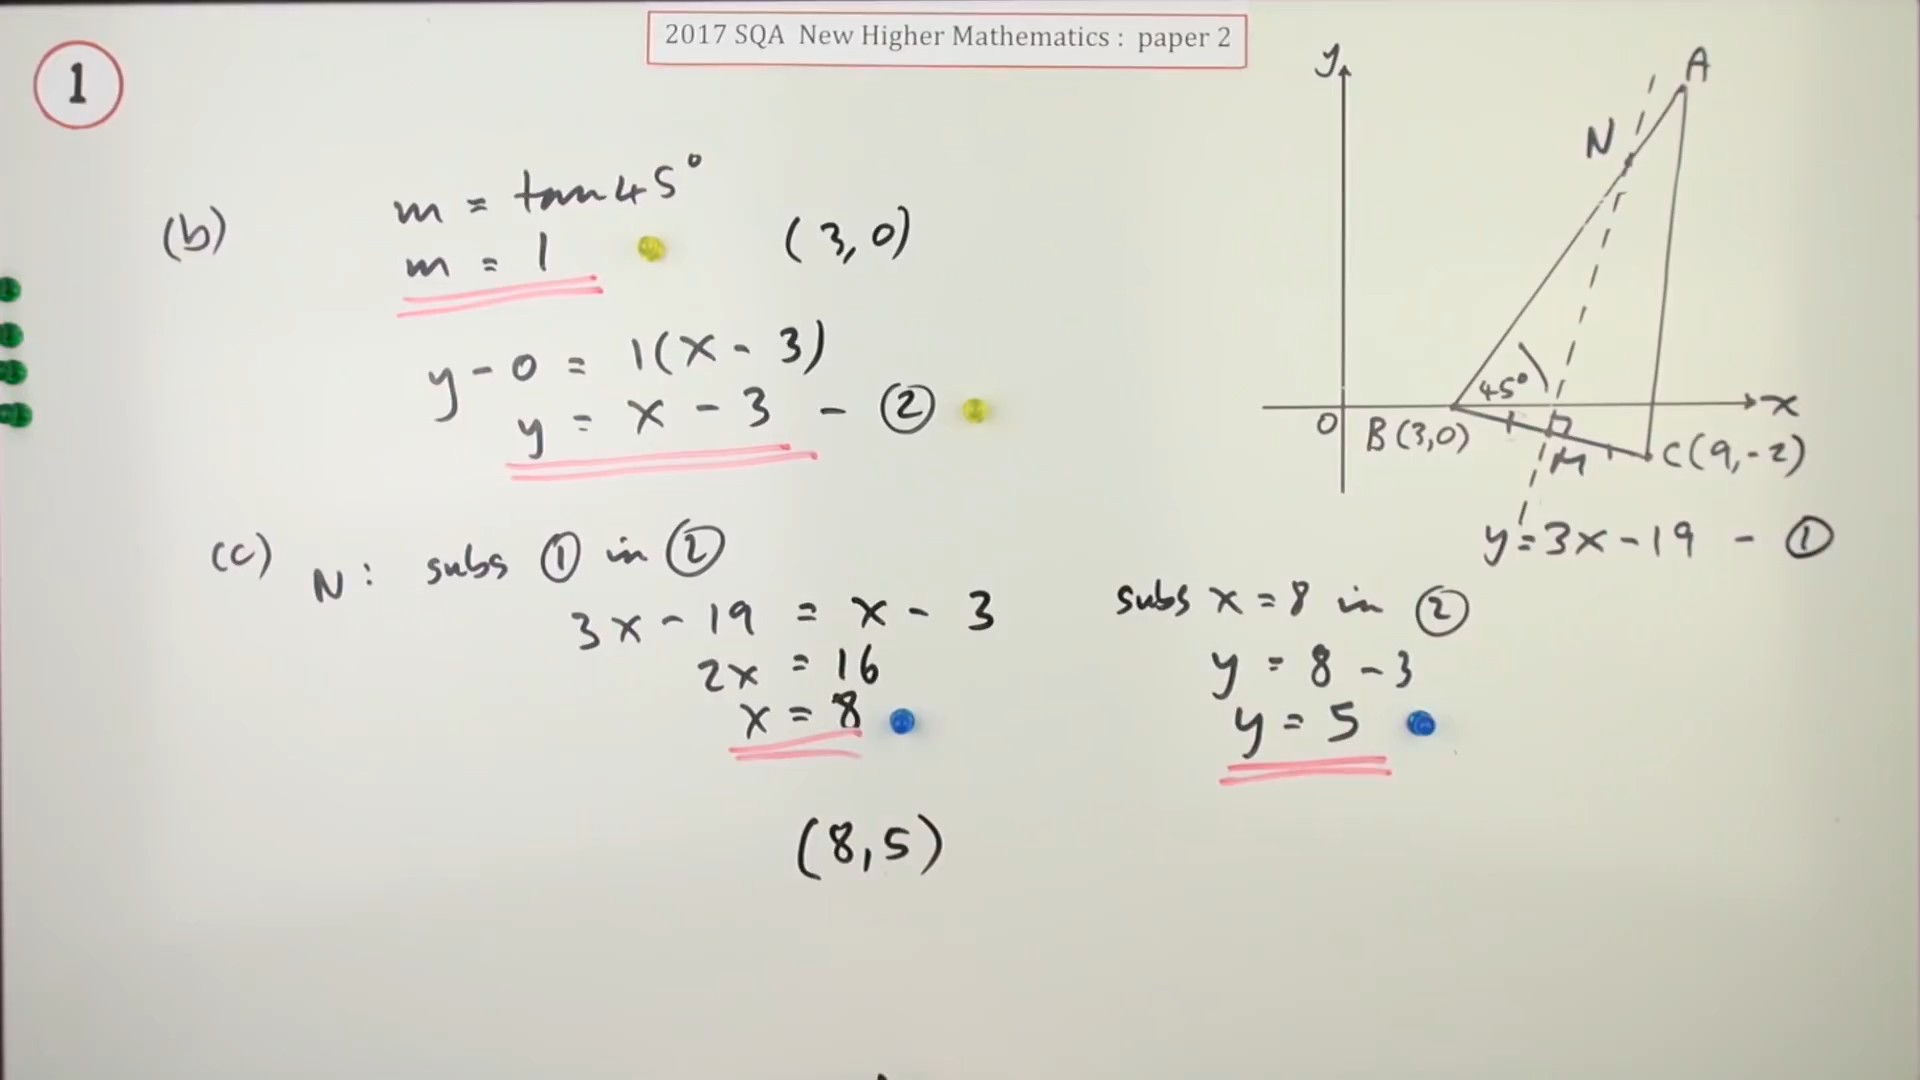 2017 SQA New Higher Mathematics : paper 2
1
(b)
m = tan 45°
m = 1
(3, 0)
y - 0 = 1(x - 3)
y = x - 3 - ②
y
A
N
45°
x
O
B(3,0)
M
C(9,-2)
y = 3x - 19 - ①
(c)
N: subs ① in ②
3x - 19 = x - 3
2x = 16
x = 8
subs x = 8 in ②
y = 8 - 3
y = 5
(8,5)